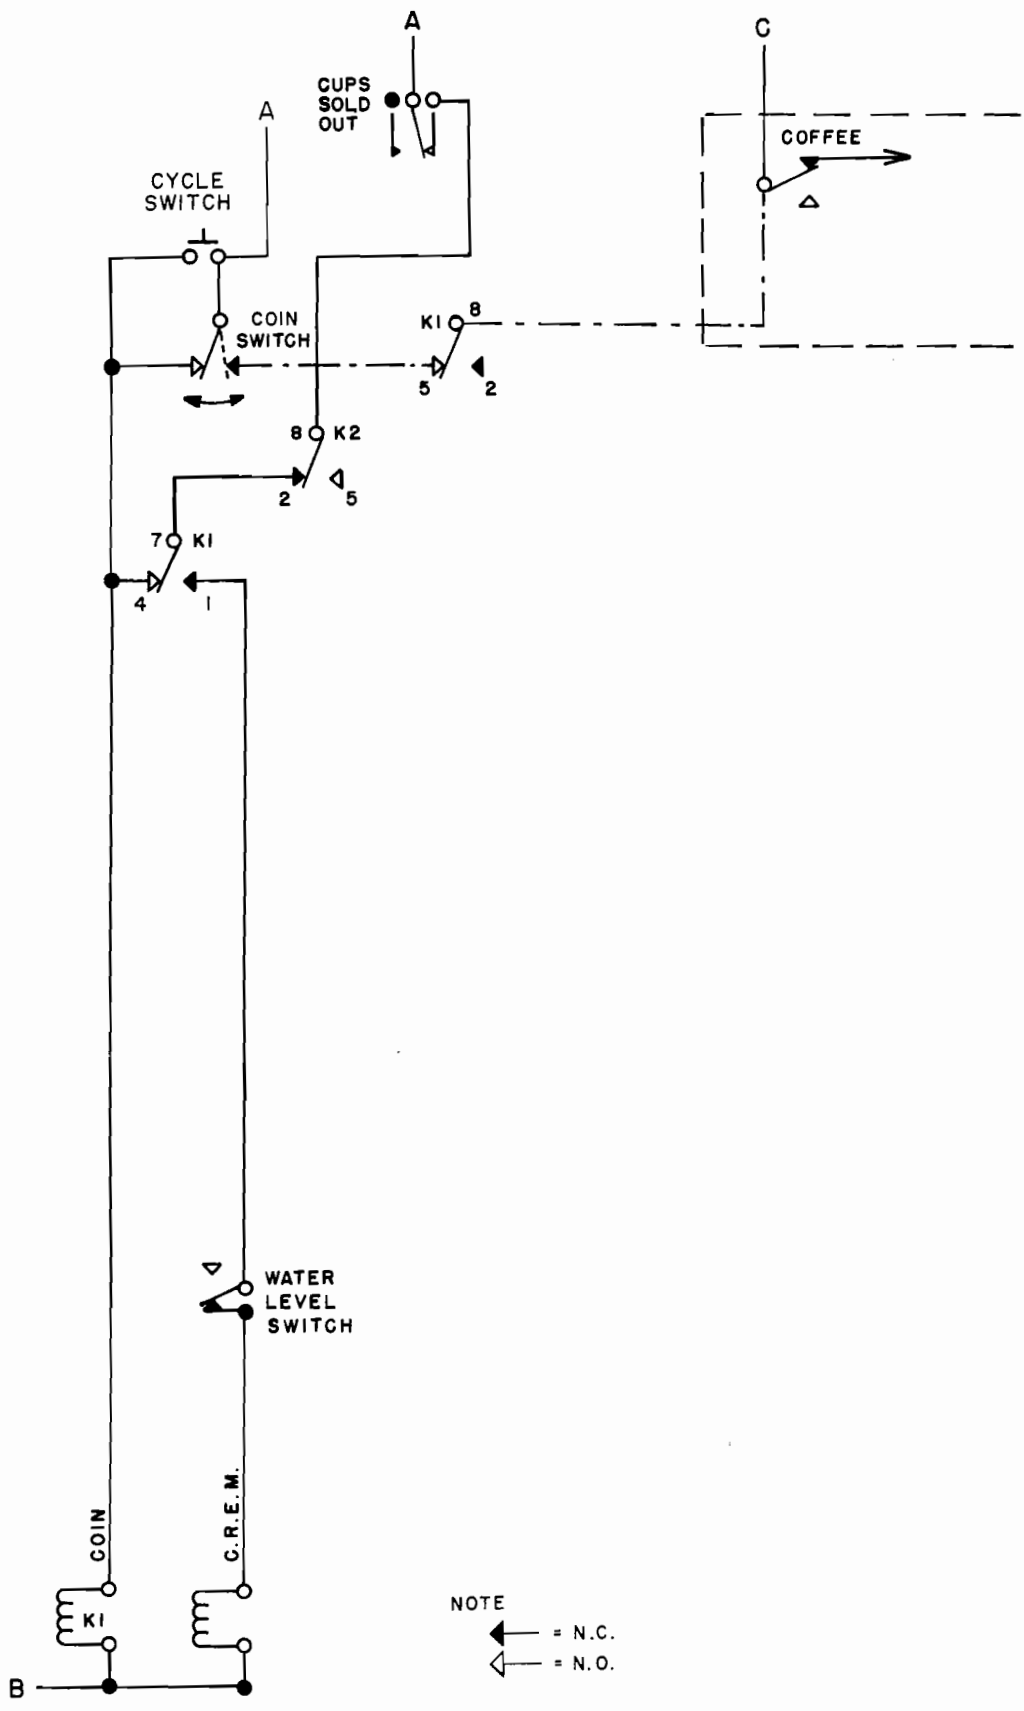 A
C
CUPS
SOLD
OUT
A
COFFEE
CYCLE
SWITCH
COIN
SWITCH
K1
8
5
2
8
K2
2
5
7
K1
4
1
WATER
LEVEL
SWITCH
COIN
C.R.E.M.
K1
B
NOTE
= N.C.
= N.O.